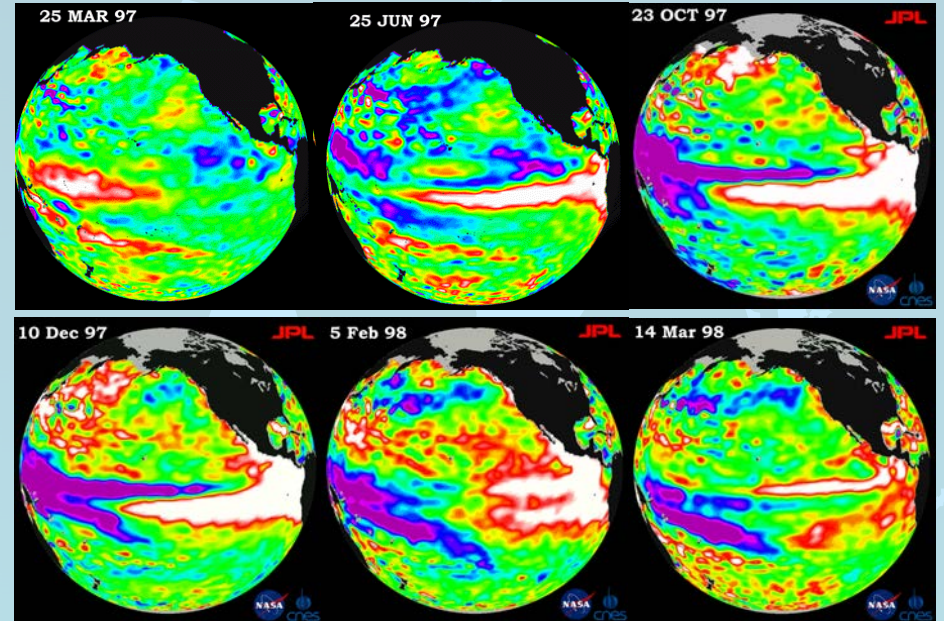 25 MAR 97
25 JUN 97
23 OCT 97
JPL
NASA
cnes
10 Dec 97
JPL
NASA
cnes
5 Feb 98
JPL
NASA
cnes
14 Mar 98
JPL
NASA
cnes